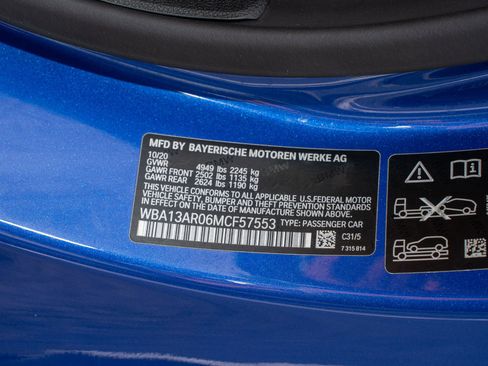 MFD BY BAYERISCHE MOTOREN WERKE AG
10/20
GVWR 4949 lbs 2245 kg
GAWR FRONT 2502 lbs 1135 kg
GAWR REAR 2624 lbs 1190 kg
THIS VEHICLE CONFORMS TO ALL APPLICABLE U.S.FEDERAL MOTOR
VEHICLE SAFETY, BUMPER, AND THEFT PREVENTION STANDARDS
IN EFFECT ON THE DATE OF MANUFACTURE SHOWN ABOVE.
WBA13AR06MCF57553 TYPE: PASSENGER CAR
C31/5
7 315 814